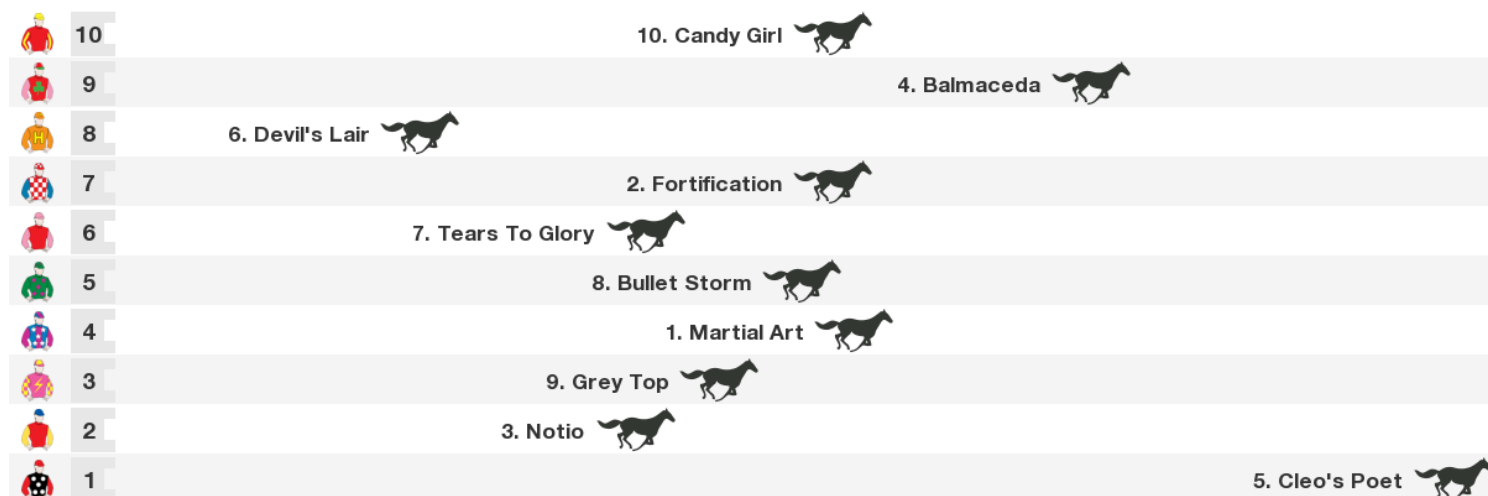 10 10. Candy Girl
9 4. Balmaceda
8 H 6. Devil's Lair
7 2. Fortification
6 7. Tears To Glory
5 8. Bullet Storm
4 1. Martial Art
3 9. Grey Top
2 3. Notio
1 5. Cleo's Poet